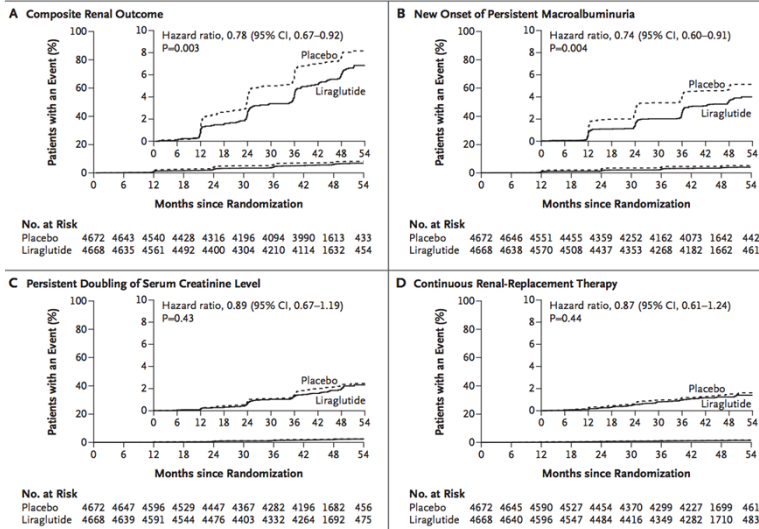 A Composite Renal Outcome
Patients with an Event (%)
100
80
60
40
20
0
10
8
6
4
2
0
Hazard ratio, 0.78 (95% CI, 0.67–0.92)
P=0.003
Placebo
Liraglutide
0 6 12 18 24 30 36 42 48 54
0 6 12 18 24 30 36 42 48 54
Months since Randomization
No. at Risk
Placebo 4672 4643 4540 4428 4316 4196 4094 3990 1613 433
Liraglutide 4668 4635 4561 4492 4400 4304 4210 4114 1632 454
B New Onset of Persistent Macroalbuminuria
Patients with an Event (%)
100
80
60
40
20
0
10
8
6
4
2
0
Hazard ratio, 0.74 (95% CI, 0.60–0.91)
P=0.004
Placebo
Liraglutide
0 6 12 18 24 30 36 42 48 54
0 6 12 18 24 30 36 42 48 54
Months since Randomization
No. at Risk
Placebo 4672 4646 4551 4455 4359 4252 4162 4073 1642 442
Liraglutide 4668 4638 4570 4508 4437 4353 4268 4182 1662 461
C Persistent Doubling of Serum Creatinine Level
Patients with an Event (%)
100
80
60
40
20
0
10
8
6
4
2
0
Hazard ratio, 0.89 (95% CI, 0.67–1.19)
P=0.43
Placebo
Liraglutide
0 6 12 18 24 30 36 42 48 54
0 6 12 18 24 30 36 42 48 54
Months since Randomization
No. at Risk
Placebo 4672 4647 4596 4529 4447 4367 4282 4196 1682 456
Liraglutide 4668 4639 4591 4544 4476 4403 4332 4264 1692 475
D Continuous Renal-Replacement Therapy
Patients with an Event (%)
100
80
60
40
20
0
10
8
6
4
2
0
Hazard ratio, 0.87 (95% CI, 0.61–1.24)
P=0.44
Placebo
Liraglutide
0 6 12 18 24 30 36 42 48 54
0 6 12 18 24 30 36 42 48 54
Months since Randomization
No. at Risk
Placebo 4672 4645 4590 4527 4454 4370 4299 4227 1699 461
Liraglutide 4668 4640 4596 4547 4484 4416 4349 4282 1710 483